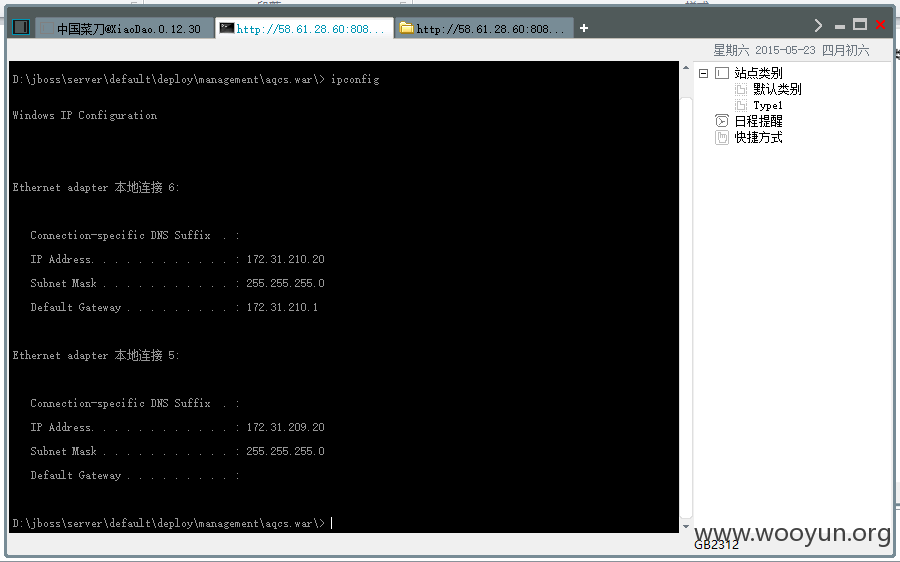 中国菜刀@XiaoDao.0.12.30
http://58.61.28.60:808...
http://58.61.28.60:808...
星期六 2015-05-23 四月初六
D:\jboss\server\default\deploy\management\aqcs.war\> ipconfig
Windows IP Configuration
Ethernet adapter 本地连接 6:
Connection-specific DNS Suffix  . :
IP Address. . . . . . . . . . . . : 172.31.210.20
Subnet Mask . . . . . . . . . . . : 255.255.255.0
Default Gateway . . . . . . . . . : 172.31.210.1
Ethernet adapter 本地连接 5:
Connection-specific DNS Suffix  . :
IP Address. . . . . . . . . . . . : 172.31.209.20
Subnet Mask . . . . . . . . . . . : 255.255.255.0
Default Gateway . . . . . . . . . :
D:\jboss\server\default\deploy\management\aqcs.war\>
站点类别
默认类别
Type1
日程提醒
快捷方式
www.wooyun.org
GB2312